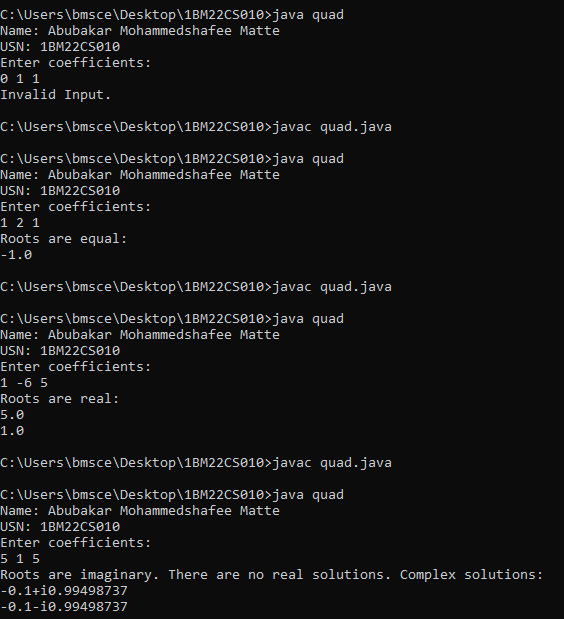 C:\Users\bmsce\Desktop\1BM22CS010>java quad
Name: Abubakar Mohammedshafee Matte
USN: 1BM22CS010
Enter coefficients:
0 1 1
Invalid Input.
C:\Users\bmsce\Desktop\1BM22CS010>javac quad.java
C:\Users\bmsce\Desktop\1BM22CS010>java quad
Name: Abubakar Mohammedshafee Matte
USN: 1BM22CS010
Enter coefficients:
1 2 1
Roots are equal:
-1.0
C:\Users\bmsce\Desktop\1BM22CS010>javac quad.java
C:\Users\bmsce\Desktop\1BM22CS010>java quad
Name: Abubakar Mohammedshafee Matte
USN: 1BM22CS010
Enter coefficients:
1 -6 5
Roots are real:
5.0
1.0
C:\Users\bmsce\Desktop\1BM22CS010>javac quad.java
C:\Users\bmsce\Desktop\1BM22CS010>java quad
Name: Abubakar Mohammedshafee Matte
USN: 1BM22CS010
Enter coefficients:
5 1 5
Roots are imaginary. There are no real solutions. Complex solutions:
-0.1+i0.99498737
-0.1-i0.99498737